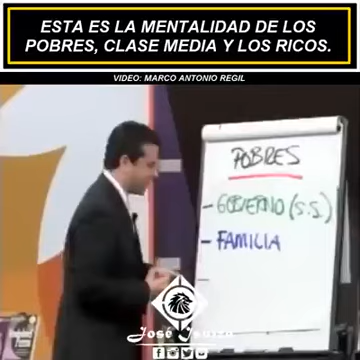 ESTA ES LA MENTALIDAD DE LOS
POBRES, CLASE MEDIA Y LOS RICOS.
VIDEO: MARCO ANTONIO REGIL
POBRES
- GOBIERNO (S.S.)
- FAMILIA
José